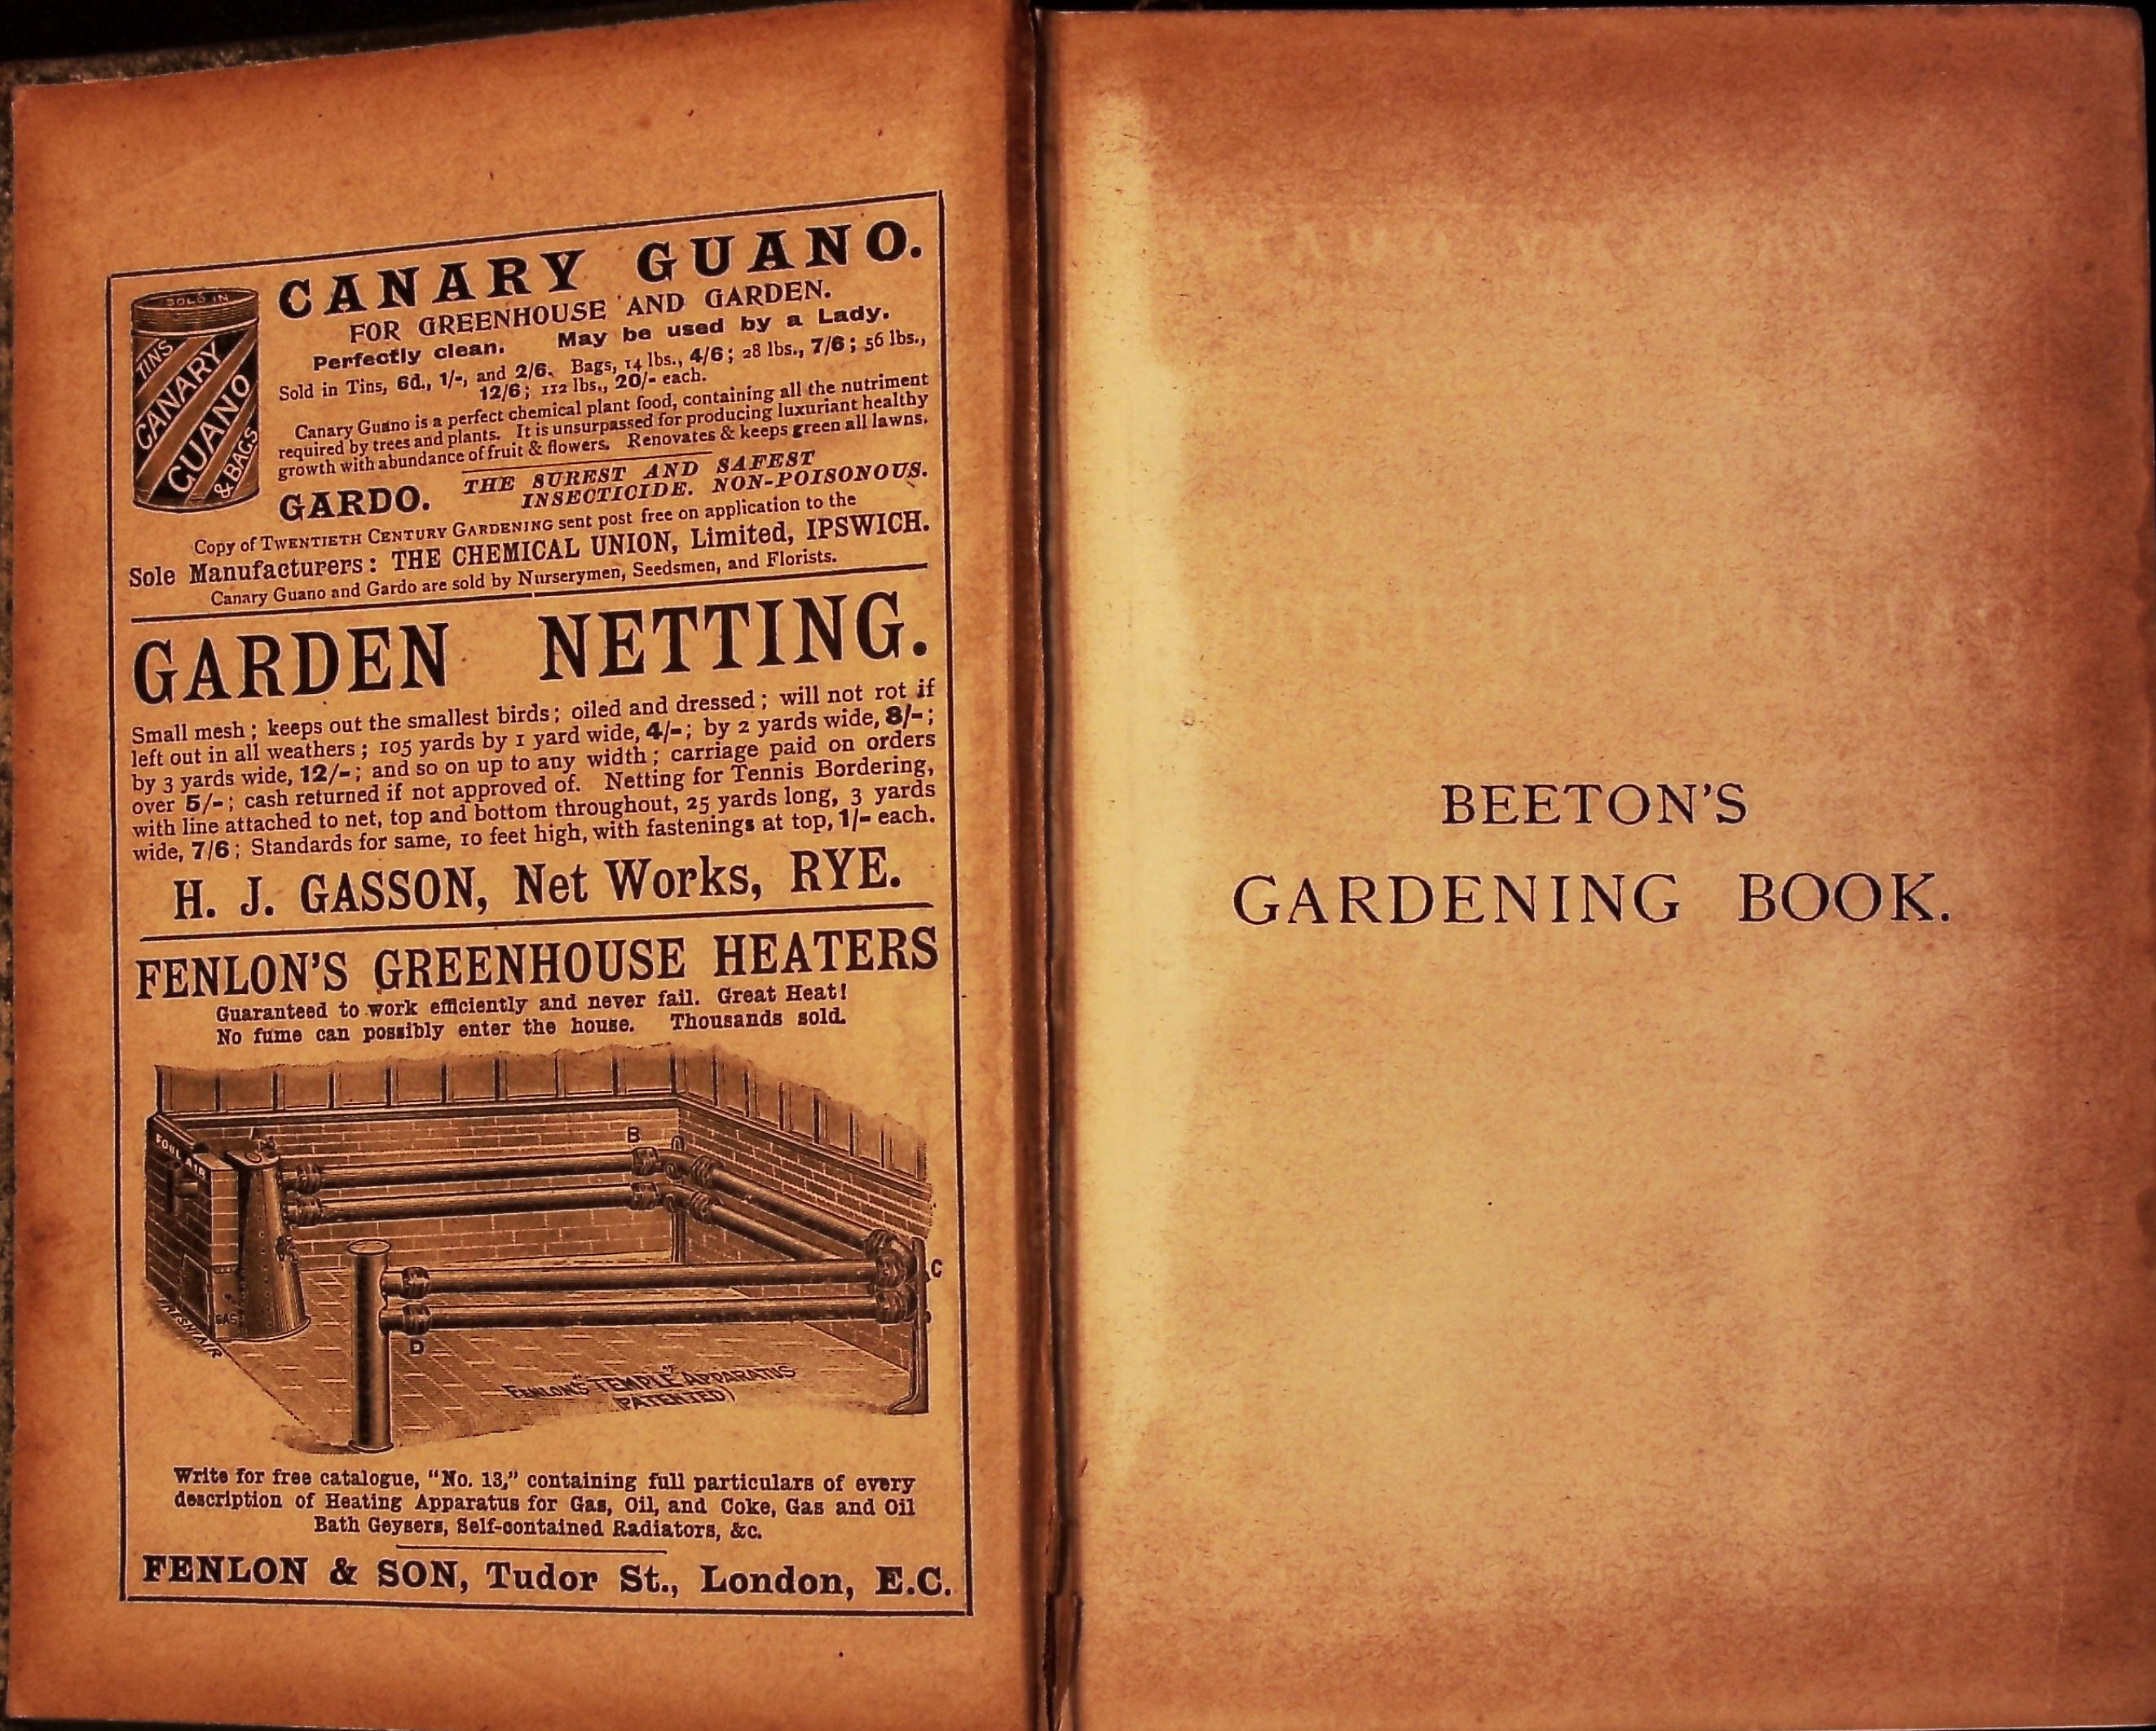 SOLD IN
TINS
CANARY
GUANO
& BAGS
CANARY GUANO.
FOR GREENHOUSE AND GARDEN.
Perfectly clean. May be used by a Lady.
Sold in Tins, 6d., 1/-, and 2/6. Bags, 14 lbs., 4/6; 28 lbs., 7/6; 56 lbs.,
12/6; 112 lbs., 20/- each.
Canary Guano is a perfect chemical plant food, containing all the nutriment
required by trees and plants. It is unsurpassed for producing luxuriant healthy
growth with abundance of fruit & flowers. Renovates & keeps green all lawns.
GARDO. THE SUREST AND SAFEST
INSECTICIDE. NON-POISONOUS.
Copy of TWENTIETH CENTURY GARDENING sent post free on application to the
Sole Manufacturers: THE CHEMICAL UNION, Limited, IPSWICH.
Canary Guano and Gardo are sold by Nurserymen, Seedsmen, and Florists.
GARDEN NETTING.
Small mesh; keeps out the smallest birds; oiled and dressed; will not rot if
left out in all weathers; 105 yards by 1 yard wide, 4/-; by 2 yards wide, 8/-;
by 3 yards wide, 12/-; and so on up to any width; carriage paid on orders
over 5/-; cash returned if not approved of. Netting for Tennis Bordering,
with line attached to net, top and bottom throughout, 25 yards long, 3 yards
wide, 7/6; Standards for same, 10 feet high, with fastenings at top, 1/- each.
H. J. GASSON, Net Works, RYE.
FENLON'S GREENHOUSE HEATERS
Guaranteed to work efficiently and never fail. Great Heat!
No fume can possibly enter the house. Thousands sold.
FOUL AIR
B
C
GAS
FRESH AIR
D
FENLON'S "TEMPLE" APPARATUS
(PATENTED)
Write for free catalogue, "No. 13," containing full particulars of every
description of Heating Apparatus for Gas, Oil, and Coke, Gas and Oil
Bath Geysers, Self-contained Radiators, &c.
FENLON & SON, Tudor St., London, E.C.
BEETON'S
GARDENING BOOK.